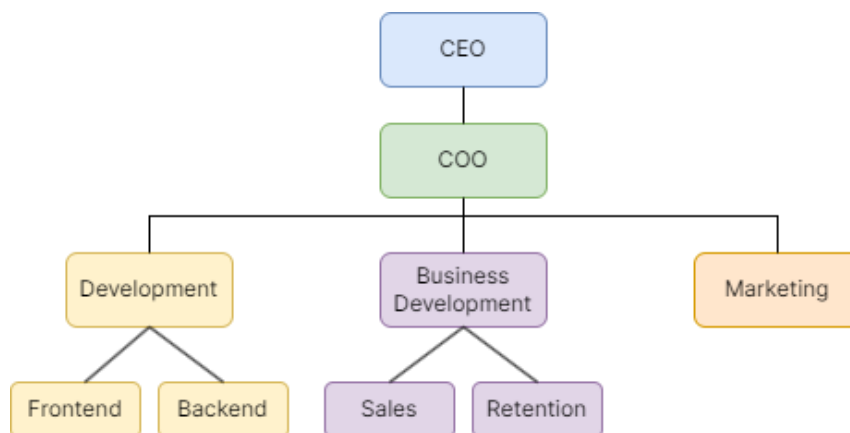 CEO
COO
Development
Business
Development
Marketing
Frontend
Backend
Sales
Retention